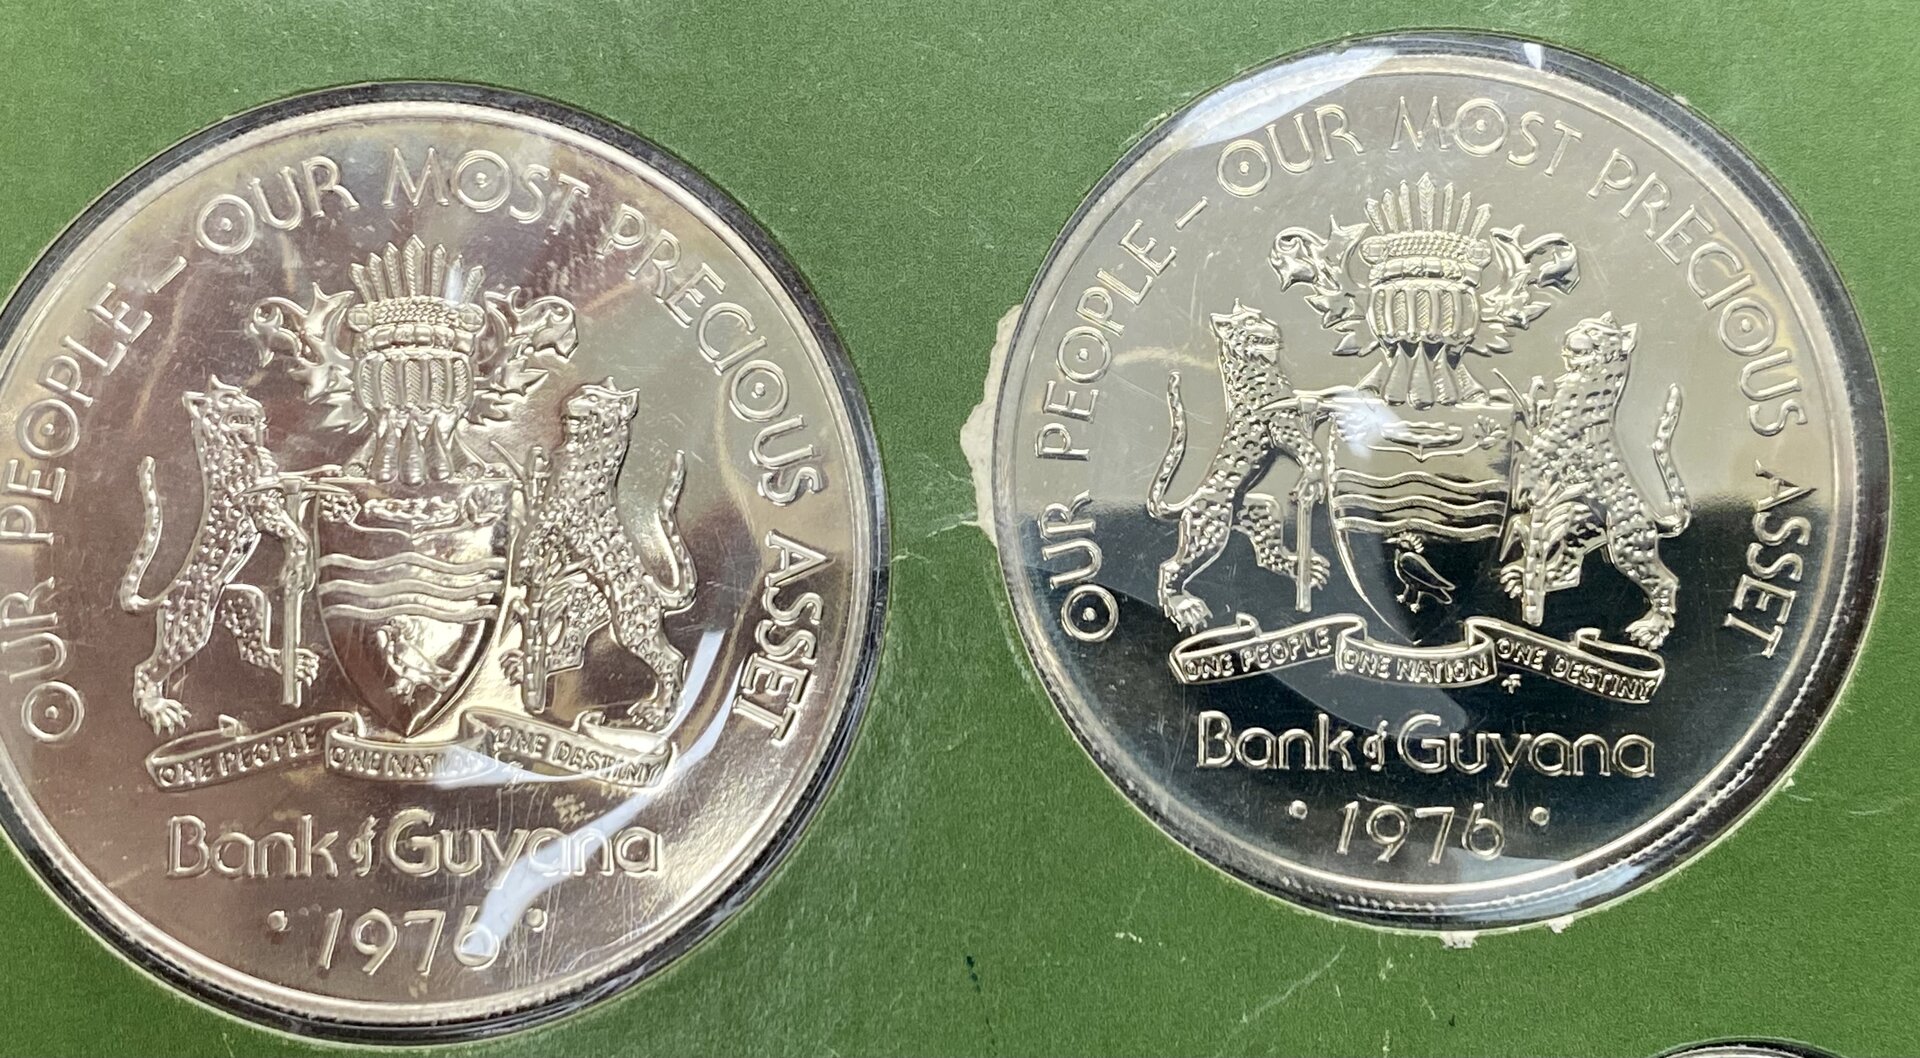 OUR PEOPLE – OUR MOST PRECIOUS ASSET
ONE PEOPLE ONE NATION ONE DESTINY
Bank of Guyana
· 1976 ·
OUR PEOPLE – OUR MOST PRECIOUS ASSET
ONE PEOPLE ONE NATION ONE DESTINY
Bank of Guyana
· 1976 ·